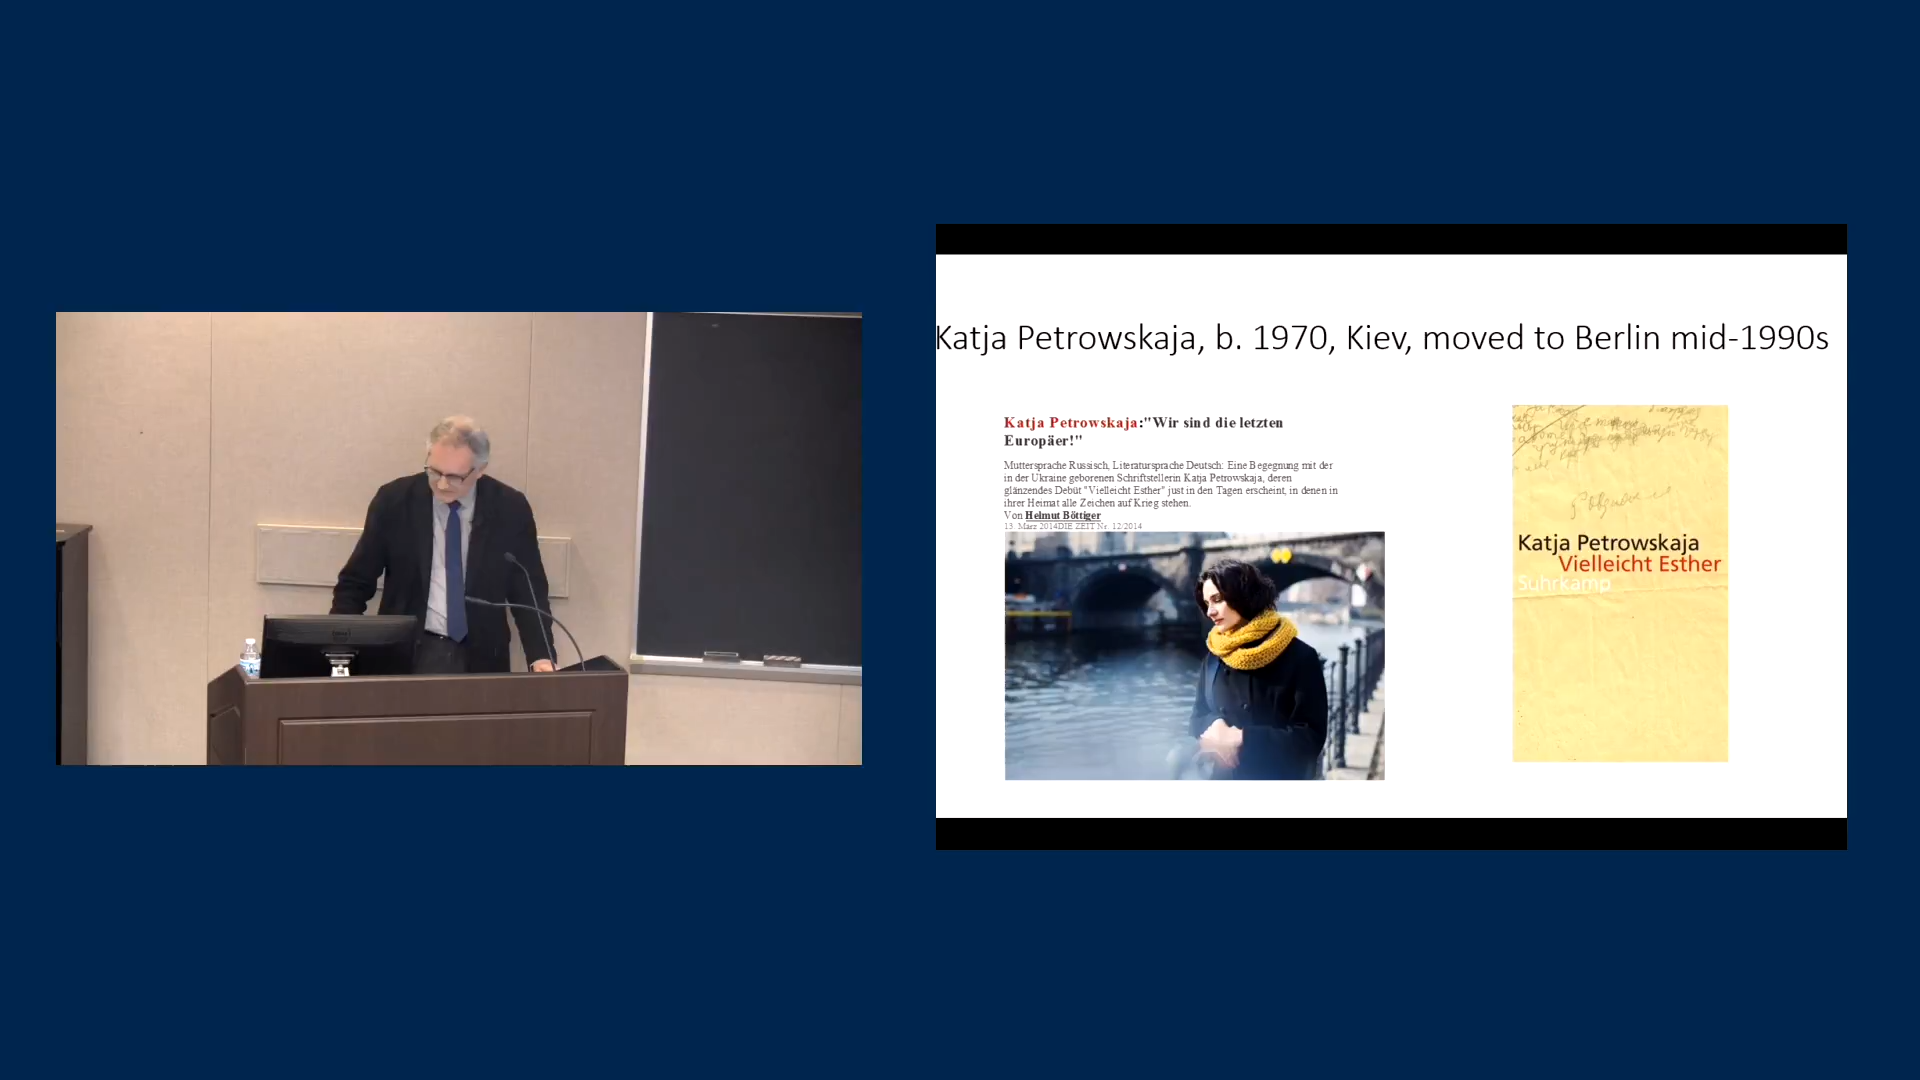 Katja Petrowskaja, b. 1970, Kiev, moved to Berlin mid-1990s
Katja Petrowskaja:"Wir sind die letzten
Europäer!"
Muttersprache Russisch, Literatursprache Deutsch: Eine Begegnung mit der
in der Ukraine geborenen Schriftstellerin Katja Petrowskaja, deren
glänzendes Debüt "Vielleicht Esther" just in den Tagen erscheint, in denen in
ihrer Heimat alle Zeichen auf Krieg stehen.
Von Helmut Böttiger
13. März 2014DIE ZEIT Nr. 12/2014
Katja Petrowskaja
Vielleicht Esther
Suhrkamp